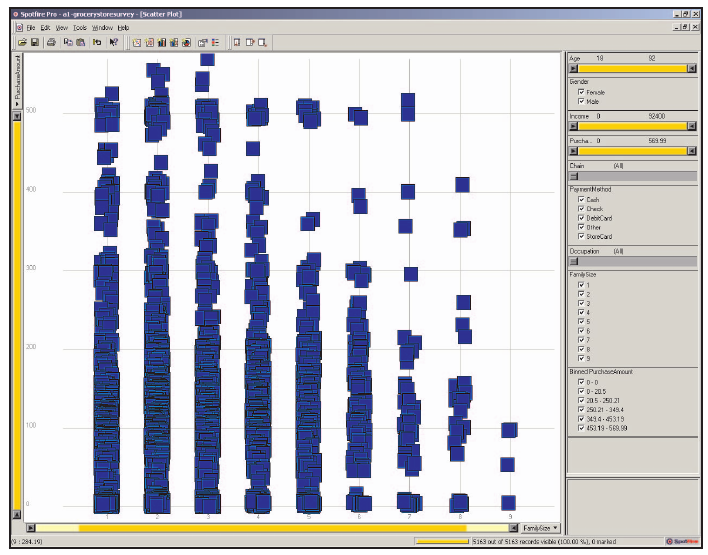 Spotfire Pro - a1-grocerystoresurvey - [Scatter Plot]
File Edit View Tools Window Help
PurchaseAmount
500
400
300
200
100
0
1 2 3 4 5 6 7 8 9
FamilySize
Age 18 92
Gender
Female
Male
Income 0 92400
Purcha... 0 569.99
Chain (All)
PaymentMethod
Cash
Check
DebitCard
Other
StoreCard
Occupation (All)
FamilySize
1
2
3
4
5
6
7
8
9
Binned PurchaseAmount
0 - 0
0 - 20.5
20.5 - 250.21
250.21 - 349.4
349.4 - 453.19
453.19 - 569.99
(9 : 284.19)
5163 out of 5163 records visible (100.00 %), 0 marked
Spotfire